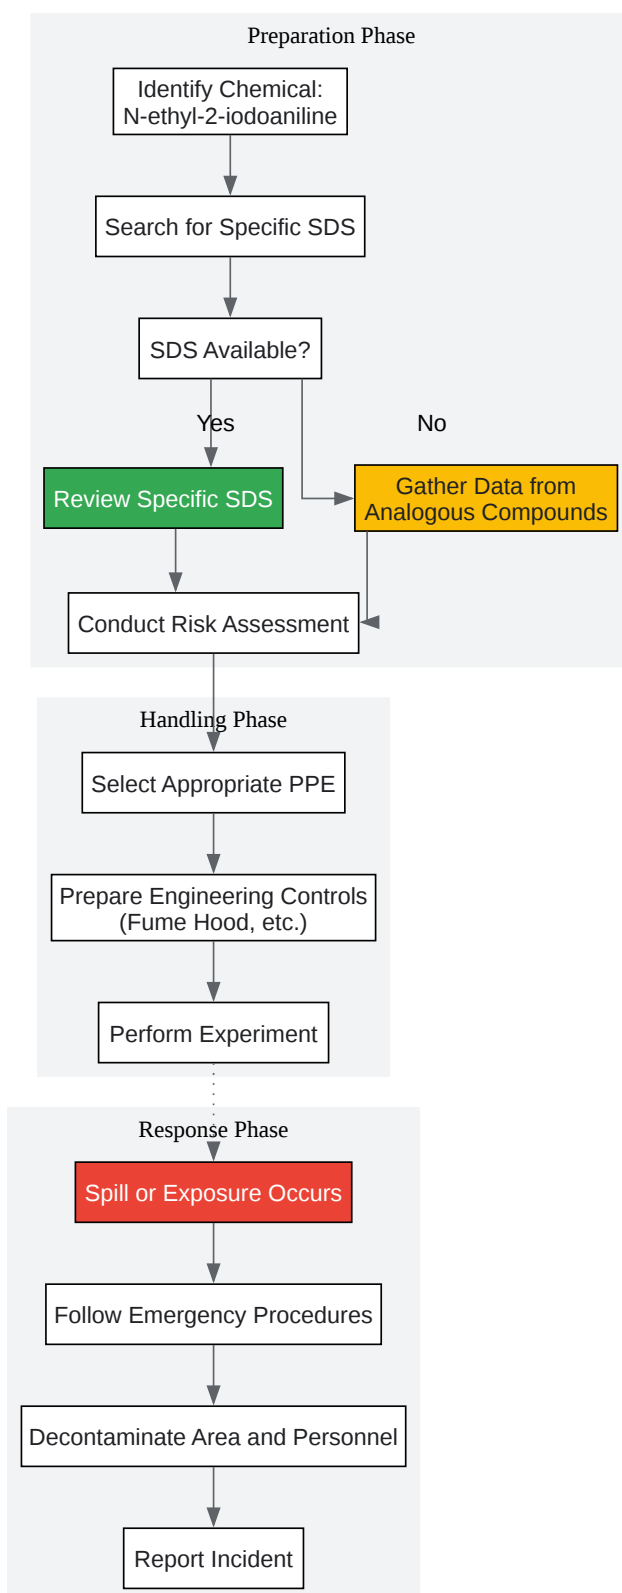 Preparation Phase
Identify Chemical:
N-ethyl-2-iodoaniline
Search for Specific SDS
SDS Available?
Yes
No
Review Specific SDS
Gather Data from
Analogous Compounds
Conduct Risk Assessment
Handling Phase
Select Appropriate PPE
Prepare Engineering Controls
(Fume Hood, etc.)
Perform Experiment
Response Phase
Spill or Exposure Occurs
Follow Emergency Procedures
Decontaminate Area and Personnel
Report Incident